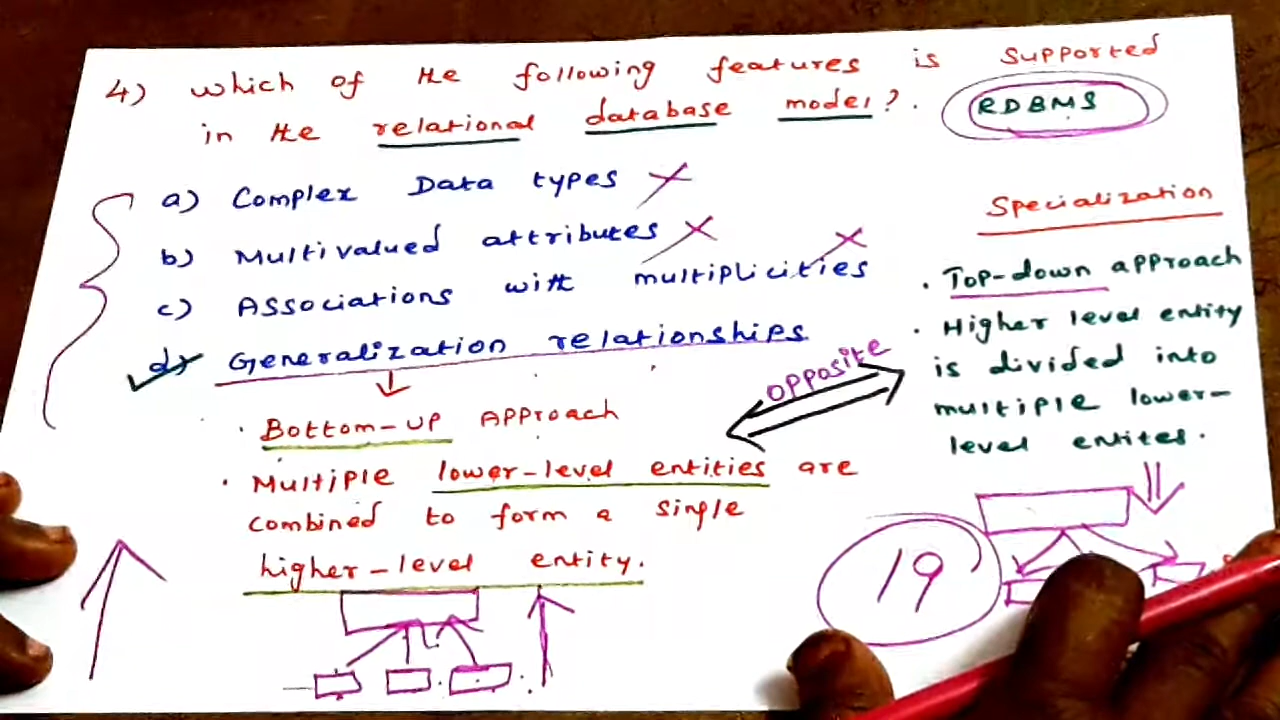 4) which of the following features is supported
in the relational database model?. RDBMS
a) Complex Data types
b) Multivalued attributes
c) Associations with multiplicities
d) Generalization relationships.
· Bottom-up Approach
· Multiple lower-level entities are
combined to form a single
higher-level entity.
opposite
Specialization
· Top-down approach
· Higher level entity
is divided into
multiple lower-
level entites.
19